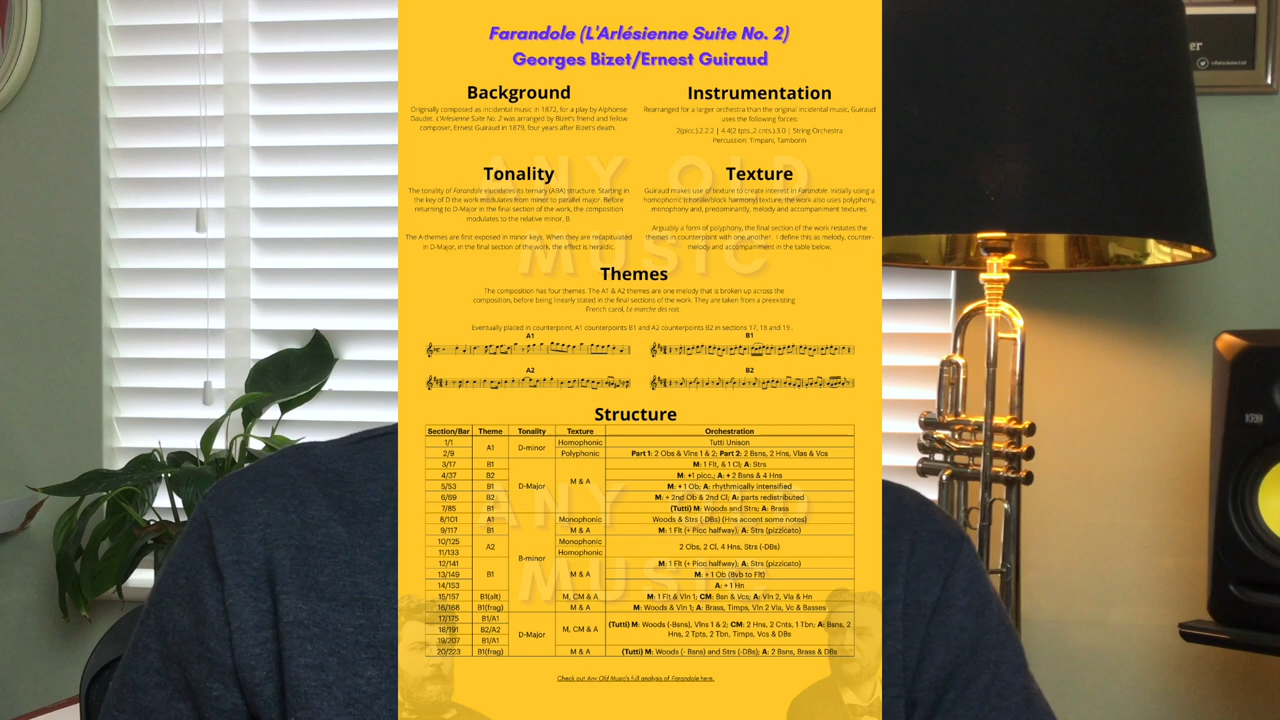 Farandole (L'Arlésienne Suite No. 2)
Georges Bizet/Ernest Guiraud
Background
Originally composed as incidental music in 1872, for a play by Alphonse
Daudet. L'Arlesienne Suite No. 2 was arranged by Bizet's friend and fellow
composer, Ernest Guiraud in 1879, four years after Bizet's death.
Instrumentation
Rearranged for a larger orchestra than the original incidental music, Guiraud
uses the following forces:
2(picc.).2.2.2 | 4.4(2 tpts.,2 cnts.).3.0 | String Orchestra
Percussion: Timpani, Tamborin
Tonality
The tonality of Farandole elucidates its ternary (ABA) structure. Starting in
the key of D the work modulates from minor to parallel major. Before
returning to D-Major in the final section of the work, the composition
modulates to the relative minor, B.
The A-themes are first exposed in minor keys. When they are recapitulated
in D-Major, in the final section of the work, the effect is heraldic.
Texture
Guiraud makes use of texture to create interest in Farandole. Initially using a
homophonic (chorale/block harmony) texture, the work also uses polyphony,
monophony and, predominantly, melody and accompaniment textures.
Arguably a form of polyphony, the final section of the work restates the
themes in counterpoint with one another. I define this as melody, counter-
melody and accompaniment in the table below.
ANY OLD
MUSIC
Themes
The composition has four themes. The A1 & A2 themes are one melody that is broken up across the
composition, before being linearly stated in the final sections of the work. They are taken from a preexisting
French carol, Le marche des rois.
Eventually placed in counterpoint, A1 counterpoints B1 and A2 counterpoints B2 in sections 17, 18 and 19..
A1 B1
A2 B2
Structure
Section/Bar Theme Tonality Texture Orchestration
1/1 A1 D-minor Homophonic Tutti Unison
2/9 Polyphonic Part 1: 2 Obs & Vlns 1 & 2; Part 2: 2 Bsns, 2 Hns, Vlas & Vcs
3/17 B1 D-Major M & A M: 1 Flt, & 1 Cl; A: Strs
4/37 B2 M: +1 picc.; A: + 2 Bsns & 4 Hns
5/53 B1 M: + 1 Ob; A: rhythmically intensified
6/69 B2 M: + 2nd Ob & 2nd Cl; A: parts redistributed
7/85 B1 (Tutti) M: Woods and Strs; A: Brass
8/101 A1 B-minor Monophonic Woods & Strs (-DBs) (Hns accent some notes)
9/117 B1 M & A M: 1 Flt (+ Picc halfway); A: Strs (pizzicato)
10/125 A2 Monophonic 2 Obs, 2 Cl, 4 Hns, Strs (-DBs)
11/133 Homophonic
12/141 B1 M & A M: 1 Flt (+ Picc halfway); A: Strs (pizzicato)
13/149 M: + 1 Ob (8vb to Flt)
14/153 A: + 1 Hn
15/157 B1(alt) M, CM & A M: 1 Flt & Vln 1; CM: Bsn & Vcs; A: Vln 2, Vla & Hn
16/168 B1(frag) M & A M: Woods & Vln 1; A: Brass, Timps, Vln 2 Vla, Vc & Basses
17/175 B1/A1 D-Major M, CM & A (Tutti) M: Woods (-Bsns), Vlns 1 & 2; CM: 2 Hns, 2 Cnts, 1 Tbn; A: Bsns, 2
18/191 B2/A2 Hns, 2 Tpts, 2 Tbn, Timps, Vcs & DBs
19/207 B1/A1
20/223 B1(frag) M & A (Tutti) M: Woods (- Bsns) and Strs (-DBs); A: 2 Bsns, Brass & DBs
ANY OLD
MUSIC
Check out Any Old Music's full analysis of Farandole here.
er
KRK